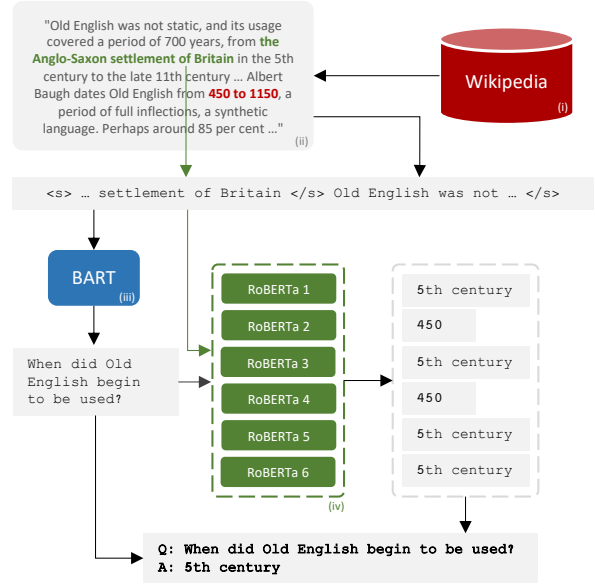 "Old English was not static, and its usage
covered a period of 700 years, from the
Anglo-Saxon settlement of Britain in the 5th
century to the late 11th century … Albert
Baugh dates Old English from 450 to 1150, a
period of full inflections, a synthetic
language. Perhaps around 85 per cent …"
(ii)
Wikipedia
(i)
<s> … settlement of Britain </s> Old English was not … </s>
BART
(iii)
When did Old
English begin
to be used?
RoBERTa 1
RoBERTa 2
RoBERTa 3
RoBERTa 4
RoBERTa 5
RoBERTa 6
(iv)
5th century
450
5th century
450
5th century
5th century
Q: When did Old English begin to be used?
A: 5th century